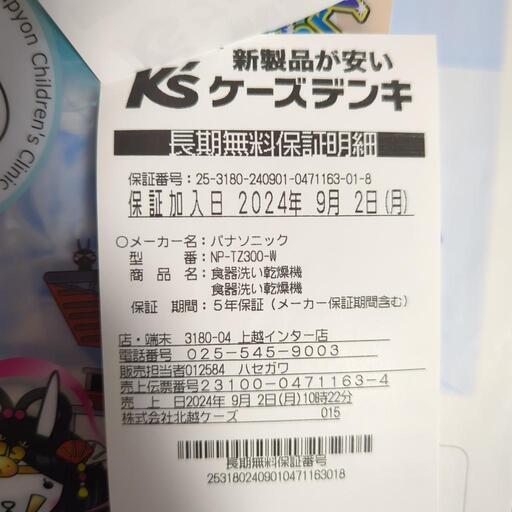 apyon Children's Clinic
新製品が安い
K's ケーズデンキ
長期無料保証明細
保証番号：25-3180-240901-0471163-01-8
保証加入日 2024年 9月 2日(月)
○メーカー名：パナソニック
型　　　番：NP-TZ300-W
商　品　名：食器洗い乾燥機
食器洗い乾燥機
保証　期間：５年保証（メーカー保証期間含む）
店・端末　3180-04 上越インター店
電話番号　025-545-9003
販売担当者012584　ハセガワ
売上伝票番号23100-0471163-4
売　上　日2024年 9月 2日(月)10時22分
株式会社北越ケーズ　　　　015
長期無料保証番号
2531802409010471163018